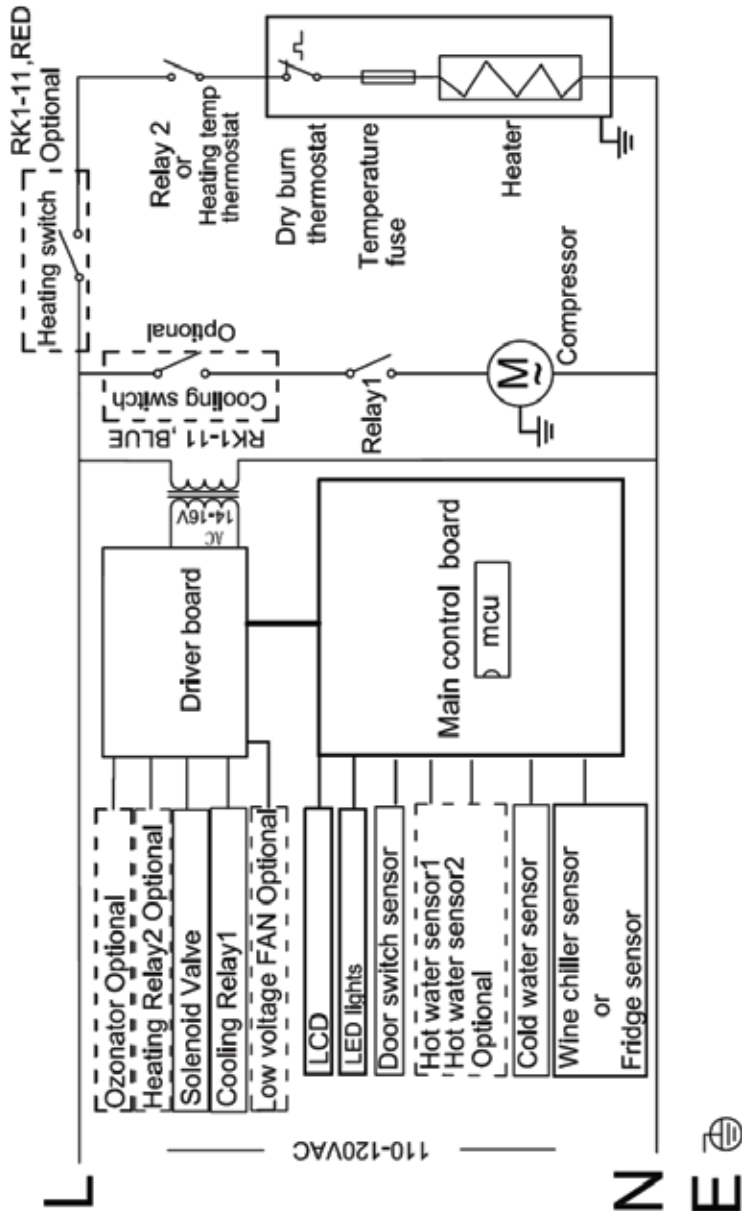 L
N
E
110-120VAC
Ozonator Optional
Heating Relay2 Optional
Solenoid Valve
Cooling Relay1
Low voltage FAN Optional
LCD
LED lights
Door switch sensor
Hot water sensor1
Hot water sensor2
Optional
Cold water sensor
Wine chiller sensor
or
Fridge sensor
Driver board
AC
14-16V
Main control board
mcu
RK1-11,BLUE
Cooling switch
Optional
Relay1
M
~
Compressor
RK1-11,RED
Heating switch
Optional
Relay 2
or
Heating temp
thermostat
Dry burn
thermostat
Temperature
fuse
Heater